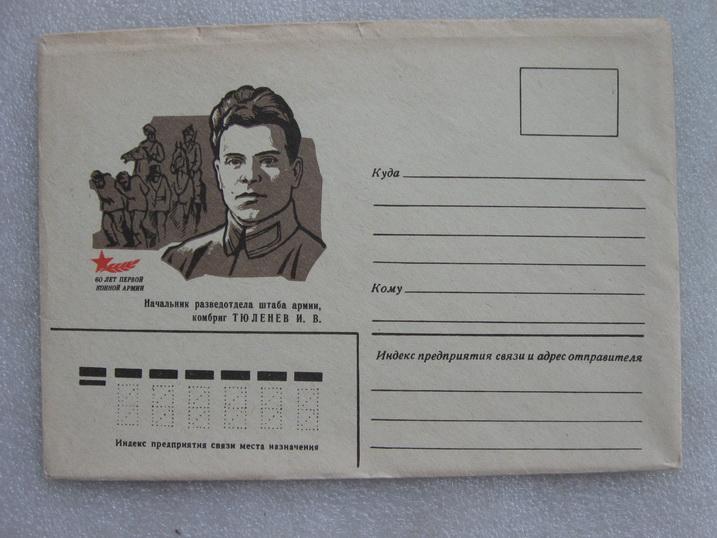 60 ЛЕТ ПЕРВОЙ
КОННОЙ АРМИИ
Начальник разведотдела штаба армии,
комбриг ТЮЛЕНЕВ И. В.
Куда
Кому
Индекс предприятия связи и адрес отправителя
Индекс предприятия связи места назначения